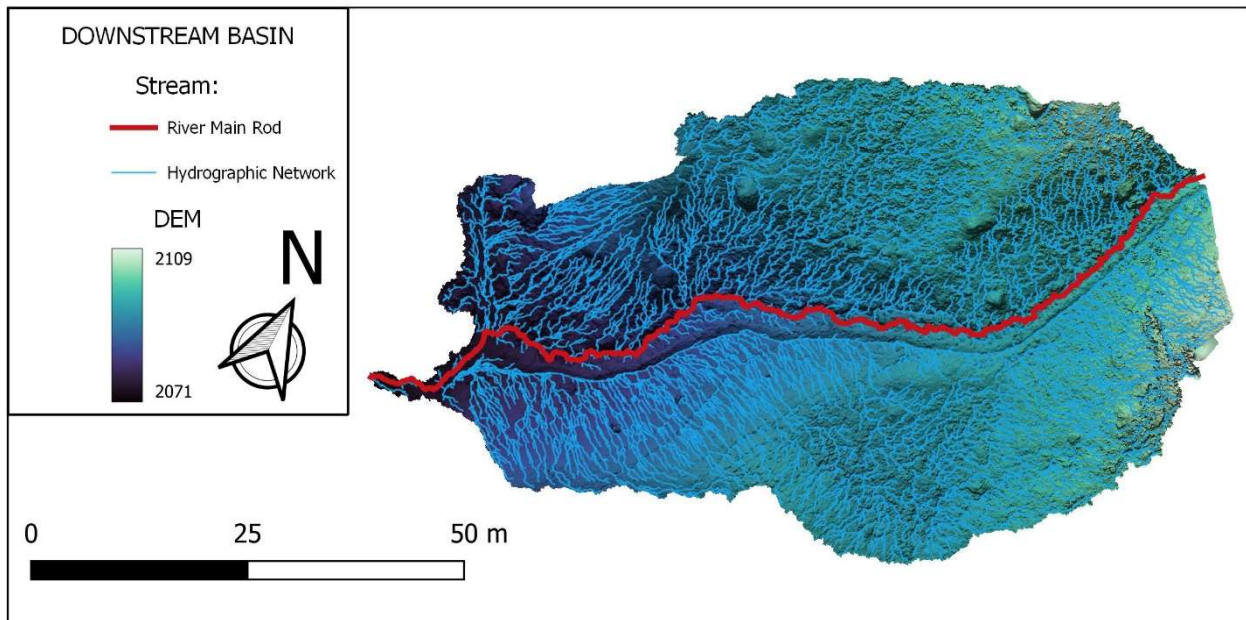 DOWNSTREAM BASIN
Stream:
River Main Rod
Hydrographic Network
DEM
2109
2071
N
0 25 50 m